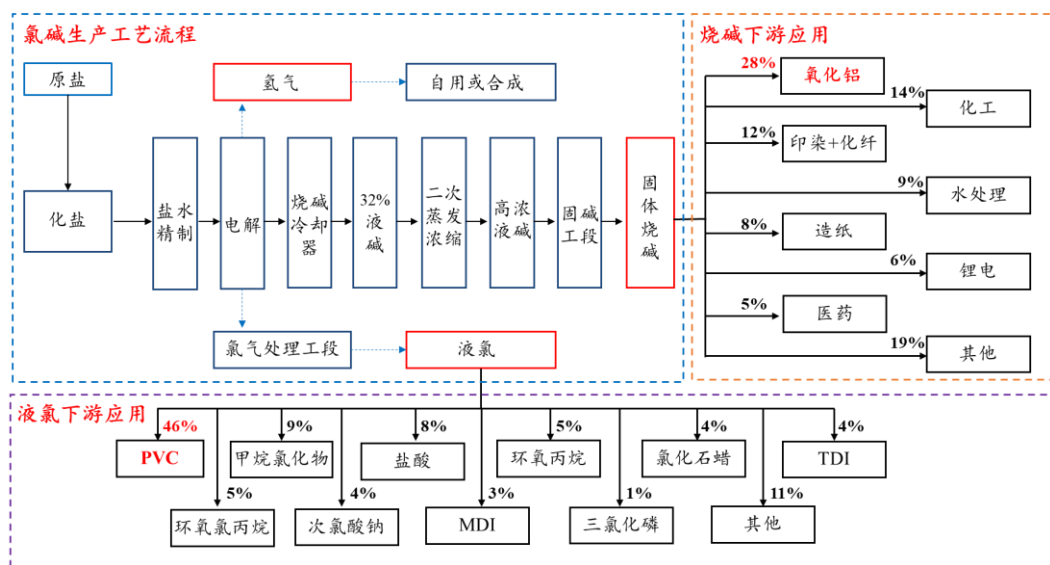 氯碱生产工艺流程
原盐
氢气
自用或合成
化盐
盐水
精制
电解
烧碱
冷却
器
32%
液
碱
二次
蒸发
浓缩
高浓
液碱
固碱
工段
固
体
烧
碱
氯气处理工段
液氯
烧碱下游应用
28%
氧化铝
14%
化工
12%
印染+化纤
9%
水处理
8%
造纸
6%
锂电
5%
医药
19%
其他
液氯下游应用
46%
PVC
9%
甲烷氯化物
8%
盐酸
5%
环氧丙烷
4%
氯化石蜡
4%
TDI
5%
环氧氯丙烷
4%
次氯酸钠
3%
MDI
1%
三氯化磷
11%
其他